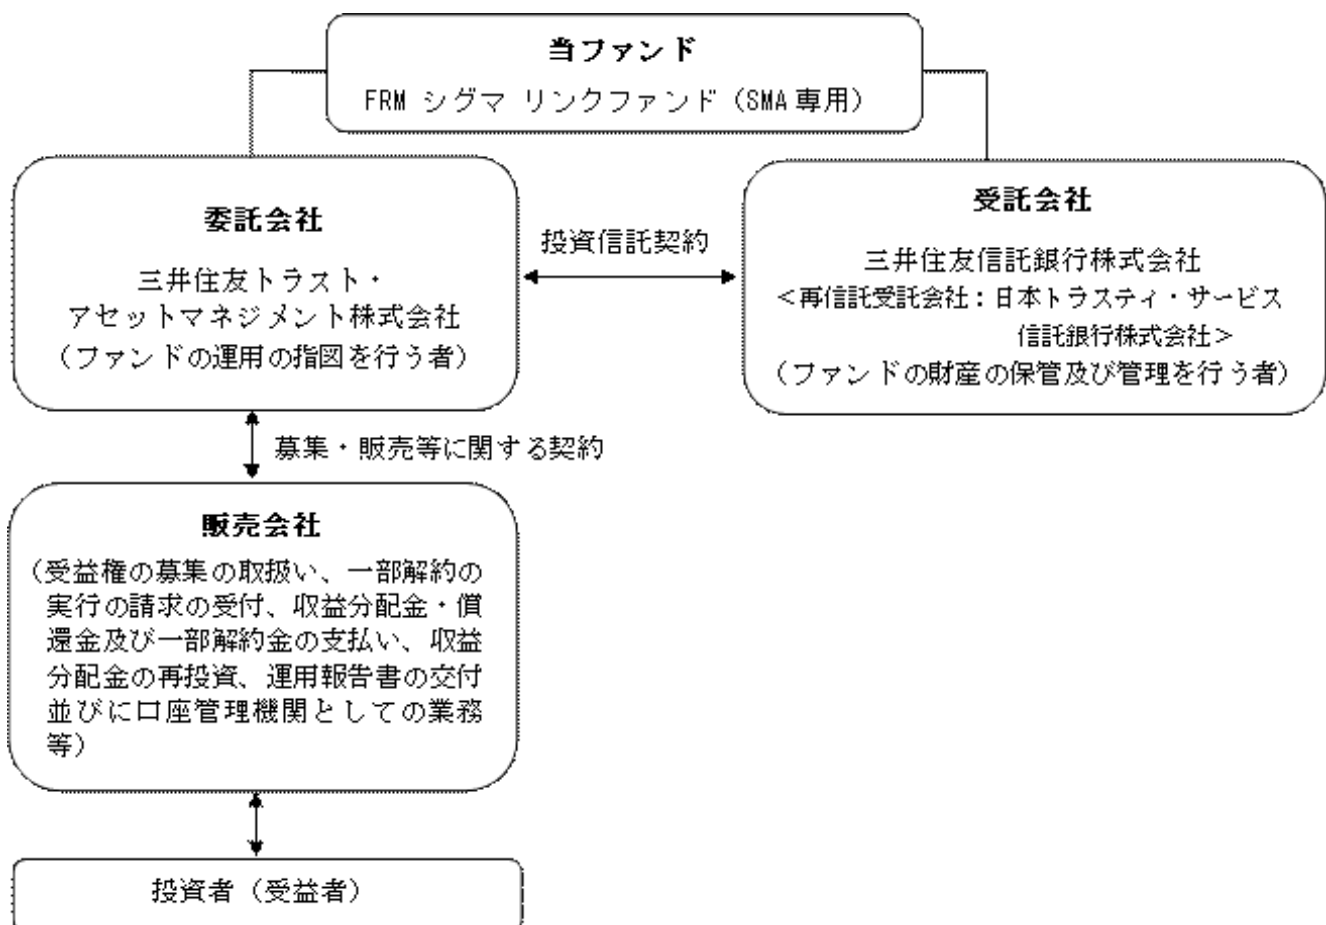 当ファンド
FRM シグマ リンクファンド（SMA専用）
委託会社
三井住友トラスト・
アセットマネジメント株式会社
（ファンドの運用の指図を行う者）
投資信託契約
受託会社
三井住友信託銀行株式会社
＜再信託受託会社：日本トラスティ・サービス
信託銀行株式会社＞
（ファンドの財産の保管及び管理を行う者）
募集・販売等に関する契約
販売会社
（受益権の募集の取扱い、一部解約の
実行の請求の受付、収益分配金・償
還金及び一部解約金の支払い、収益
分配金の再投資、運用報告書の交付
並びに口座管理機関としての業務
等）
投資者（受益者）